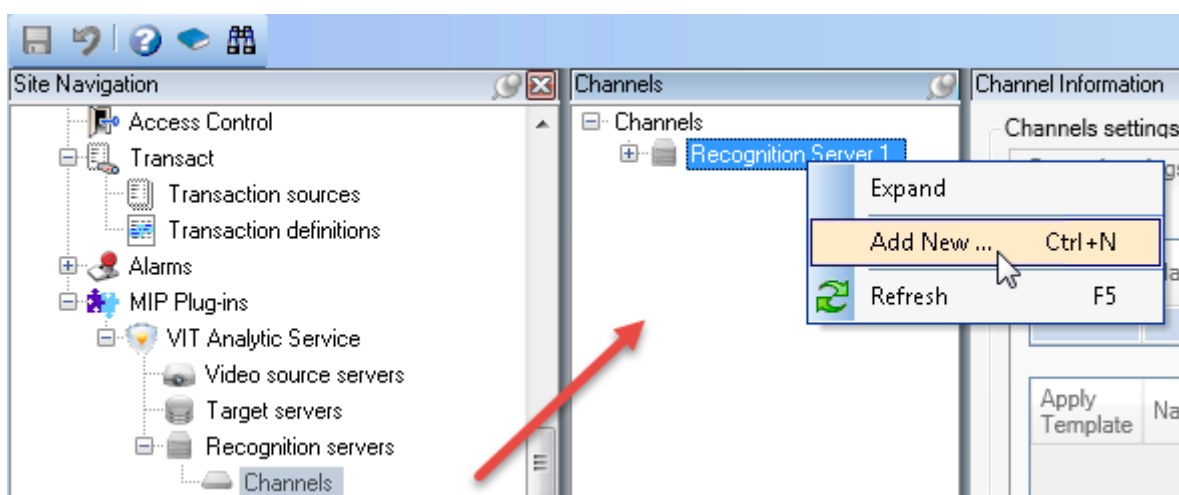 Site Navigation
Access Control
Transact
Transaction sources
Transaction definitions
Alarms
MIP Plug-ins
VIT Analytic Service
Video source servers
Target servers
Recognition servers
Channels
Channels
Channels
Recognition Server 1
Expand
Add New ... Ctrl+N
Refresh F5
Channel Information
Channels settings
Apply
Template
Na